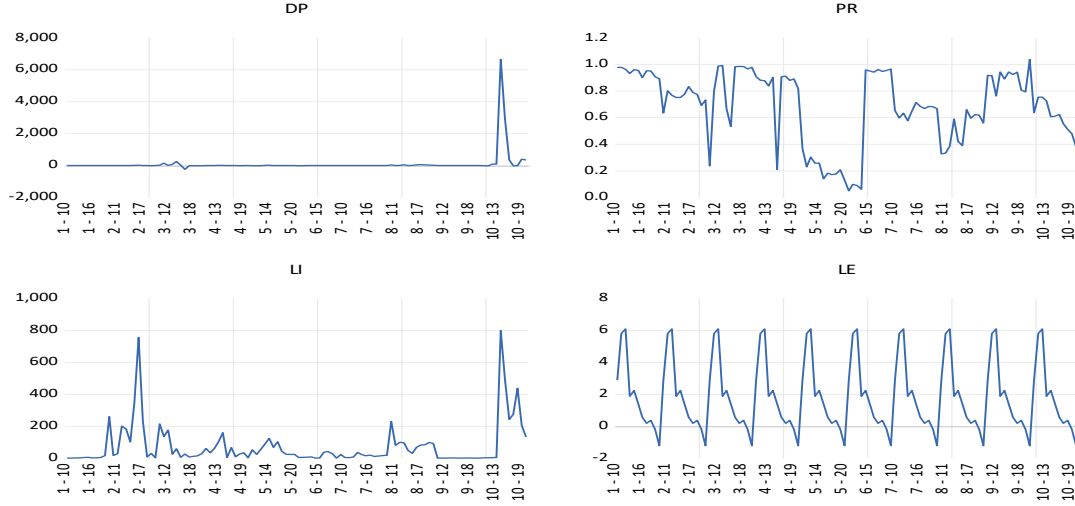 DP
8,000
6,000
4,000
2,000
0
-2,000
1 - 10
1 - 16
2 - 11
2 - 17
3 - 12
3 - 18
4 - 13
4 - 19
5 - 14
5 - 20
6 - 15
7 - 10
7 - 16
8 - 11
8 - 17
9 - 12
9 - 18
10 - 13
10 - 19
PR
1.2
1.0
0.8
0.6
0.4
0.2
0.0
1 - 10
1 - 16
2 - 11
2 - 17
3 - 12
3 - 18
4 - 13
4 - 19
5 - 14
5 - 20
6 - 15
7 - 10
7 - 16
8 - 11
8 - 17
9 - 12
9 - 18
10 - 13
10 - 19
LI
1,000
800
600
400
200
0
1 - 10
1 - 16
2 - 11
2 - 17
3 - 12
3 - 18
4 - 13
4 - 19
5 - 14
5 - 20
6 - 15
7 - 10
7 - 16
8 - 11
8 - 17
9 - 12
9 - 18
10 - 13
10 - 19
LE
8
6
4
2
0
-2
1 - 10
1 - 16
2 - 11
2 - 17
3 - 12
3 - 18
4 - 13
4 - 19
5 - 14
5 - 20
6 - 15
7 - 10
7 - 16
8 - 11
8 - 17
9 - 12
9 - 18
10 - 13
10 - 19